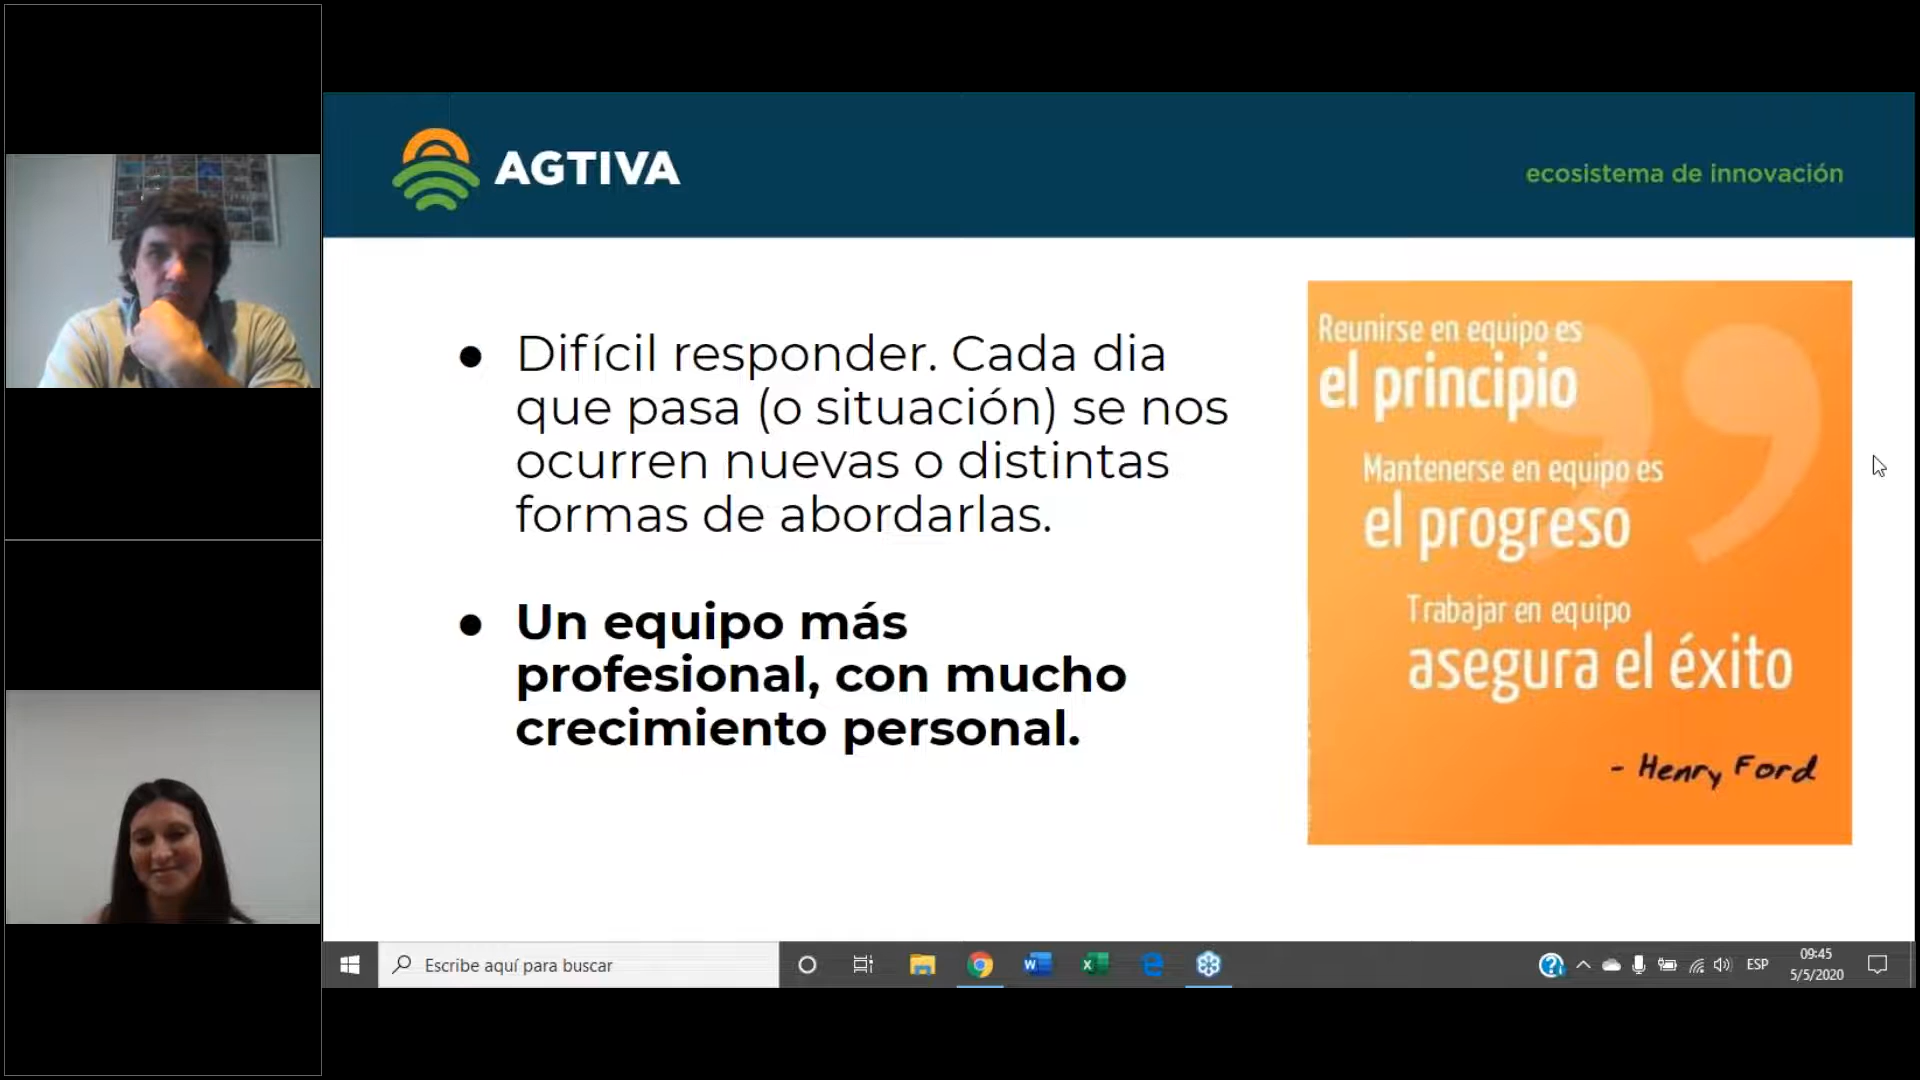 AGTIVA
ecosistema de innovación
● Difícil responder. Cada dia
que pasa (o situación) se nos
ocurren nuevas o distintas
formas de abordarlas.
● Un equipo más
profesional, con mucho
crecimiento personal.
Reunirse en equipo es
el principio
Mantenerse en equipo es
el progreso
Trabajar en equipo
asegura el éxito
- Henry Ford
Escribe aquí para buscar
ESP
09:45
5/5/2020